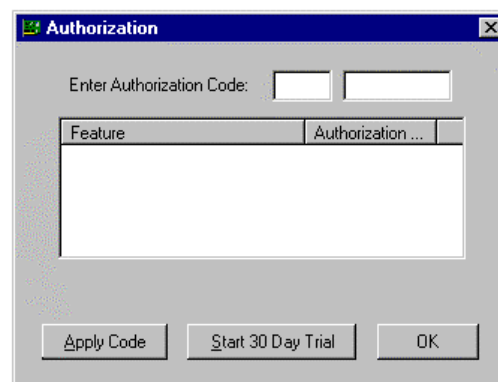 Authorization
Enter Authorization Code:
Feature Authorization ...
Apply Code Start 30 Day Trial OK